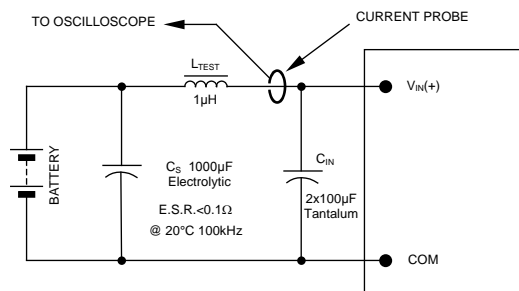 TO OSCILLOSCOPE
CURRENT PROBE
LTEST
1µH
VIN(+)
BATTERY
CS 1000µF
Electrolytic
E.S.R.<0.1Ω
@ 20°C 100kHz
CIN
2x100µF
Tantalum
COM